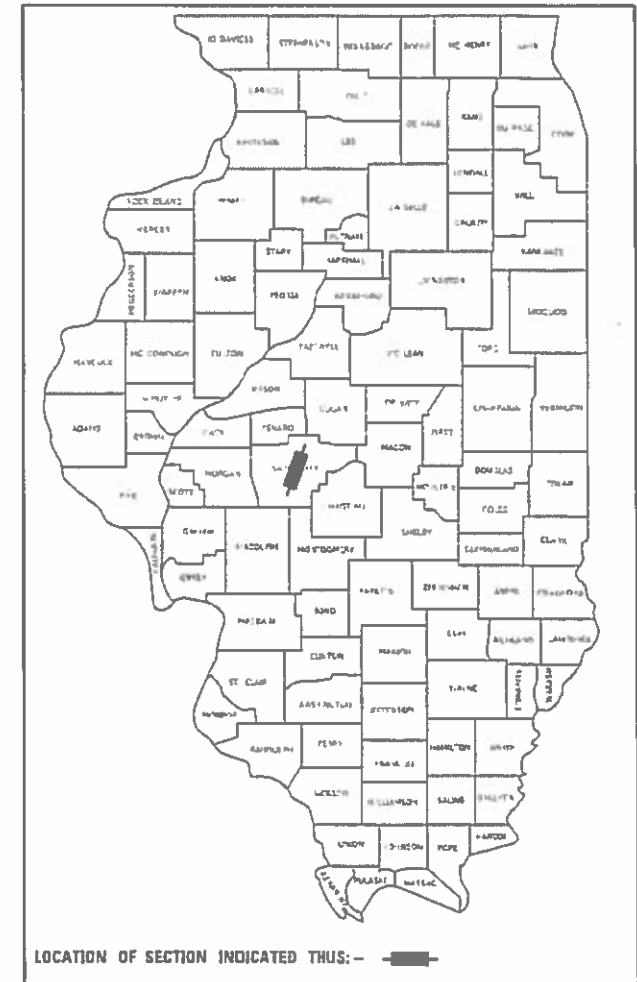 JO DAVIESS STEPHENSON WINNEBAGO BOONE MC HENRY LAKE
CARROLL OGLE
DE KALB KANE DU PAGE COOK
WHITESIDE LEE
KENDALL WILL
ROCK ISLAND HENRY BUREAU LA SALLE GRUNDY
MERCER PUTNAM
STARK MARSHALL KANKAKEE
HENDERSON WARREN KNOX PEORIA WOODFORD LIVINGSTON IROQUOIS
HANCOCK MC DONOUGH FULTON TAZEWELL MC LEAN FORD
MASON
SCHUYLER LOGAN DE WITT CHAMPAIGN VERMILION
ADAMS BROWN CASS MENARD MACON PIATT
MORGAN DOUGLAS
PIKE SCOTT CHRISTIAN MOULTRIE EDGAR
COLES
GREENE MACOUPIN MONTGOMERY SHELBY CUMBERLAND CLARK
CALHOUN JERSEY
FAYETTE EFFINGHAM JASPER CRAWFORD
MADISON BOND
CLAY RICHLAND LAWRENCE
CLINTON MARION
ST. CLAIR WAYNE EDWARDS WABASH
WASHINGTON JEFFERSON
MONROE
RANDOLPH PERRY HAMILTON WHITE
FRANKLIN
JACKSON WILLIAMSON SALINE GALLATIN
UNION JOHNSON POPE HARDIN
PULASKI MASSAC
LOCATION OF SECTION INDICATED THUS:-